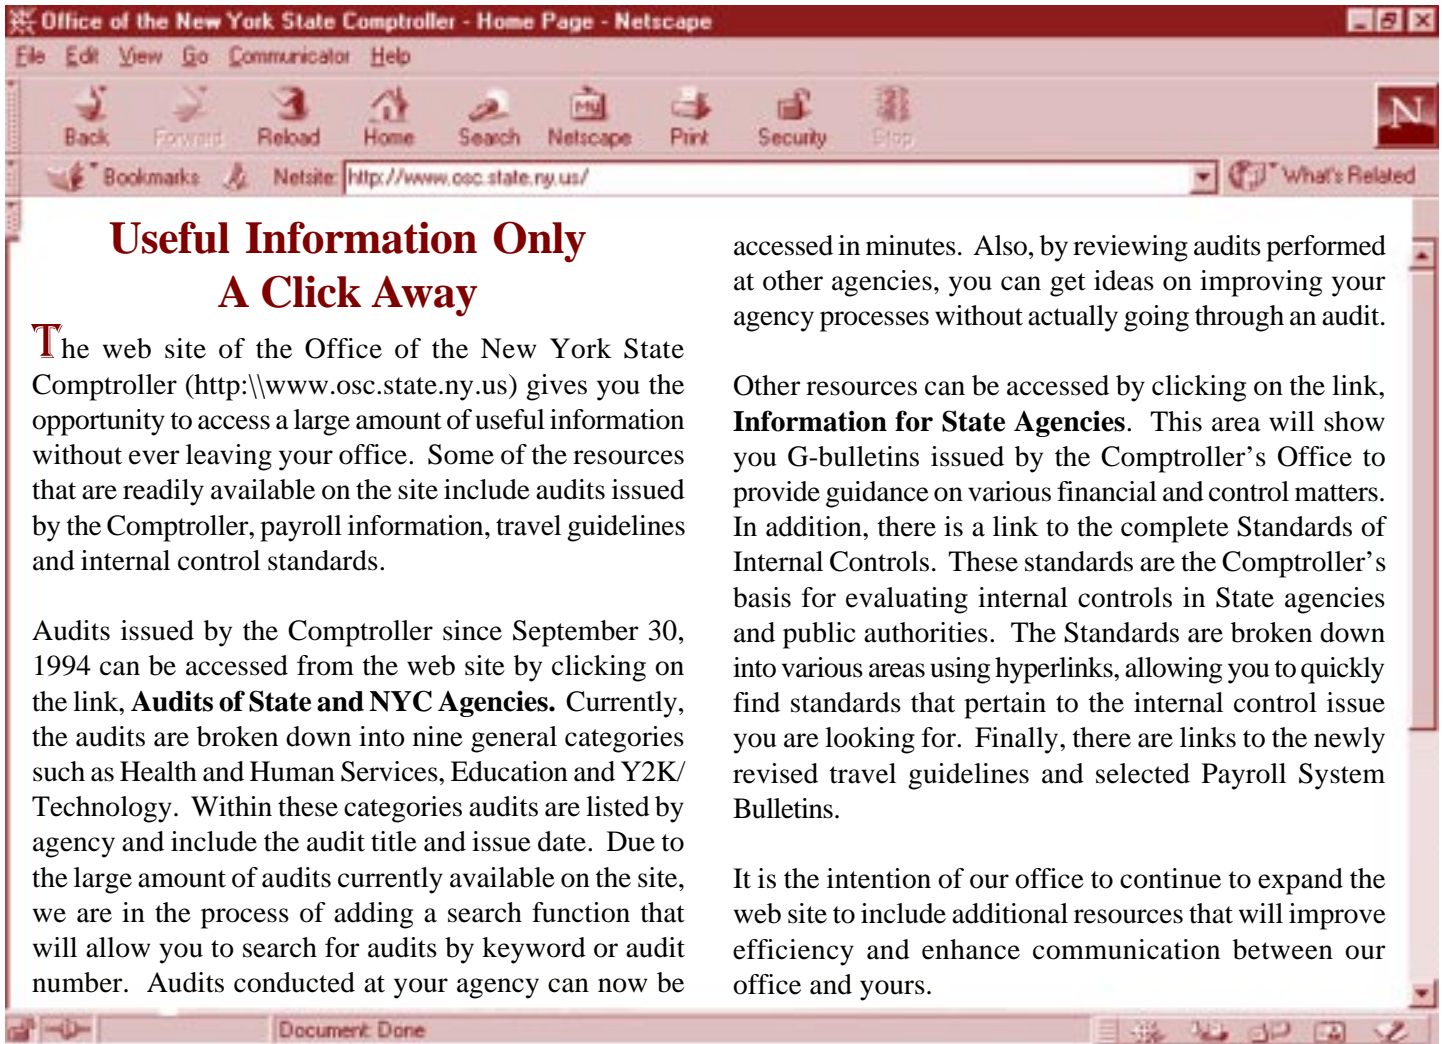 Office of the New York State Comptroller - Home Page - Netscape
File Edit View Go Communicator Help
Back Forward Reload Home Search Netscape Print Security Stop
My
N
Bookmarks Netsite: http://www.osc.state.ny.us/ What's Related
Useful Information Only
A Click Away
The web site of the Office of the New York State
Comptroller (http:\\www.osc.state.ny.us) gives you the
opportunity to access a large amount of useful information
without ever leaving your office. Some of the resources
that are readily available on the site include audits issued
by the Comptroller, payroll information, travel guidelines
and internal control standards.
Audits issued by the Comptroller since September 30,
1994 can be accessed from the web site by clicking on
the link, Audits of State and NYC Agencies. Currently,
the audits are broken down into nine general categories
such as Health and Human Services, Education and Y2K/
Technology. Within these categories audits are listed by
agency and include the audit title and issue date. Due to
the large amount of audits currently available on the site,
we are in the process of adding a search function that
will allow you to search for audits by keyword or audit
number. Audits conducted at your agency can now be
accessed in minutes. Also, by reviewing audits performed
at other agencies, you can get ideas on improving your
agency processes without actually going through an audit.
Other resources can be accessed by clicking on the link,
Information for State Agencies. This area will show
you G-bulletins issued by the Comptroller's Office to
provide guidance on various financial and control matters.
In addition, there is a link to the complete Standards of
Internal Controls. These standards are the Comptroller's
basis for evaluating internal controls in State agencies
and public authorities. The Standards are broken down
into various areas using hyperlinks, allowing you to quickly
find standards that pertain to the internal control issue
you are looking for. Finally, there are links to the newly
revised travel guidelines and selected Payroll System
Bulletins.
It is the intention of our office to continue to expand the
web site to include additional resources that will improve
efficiency and enhance communication between our
office and yours.
Document: Done